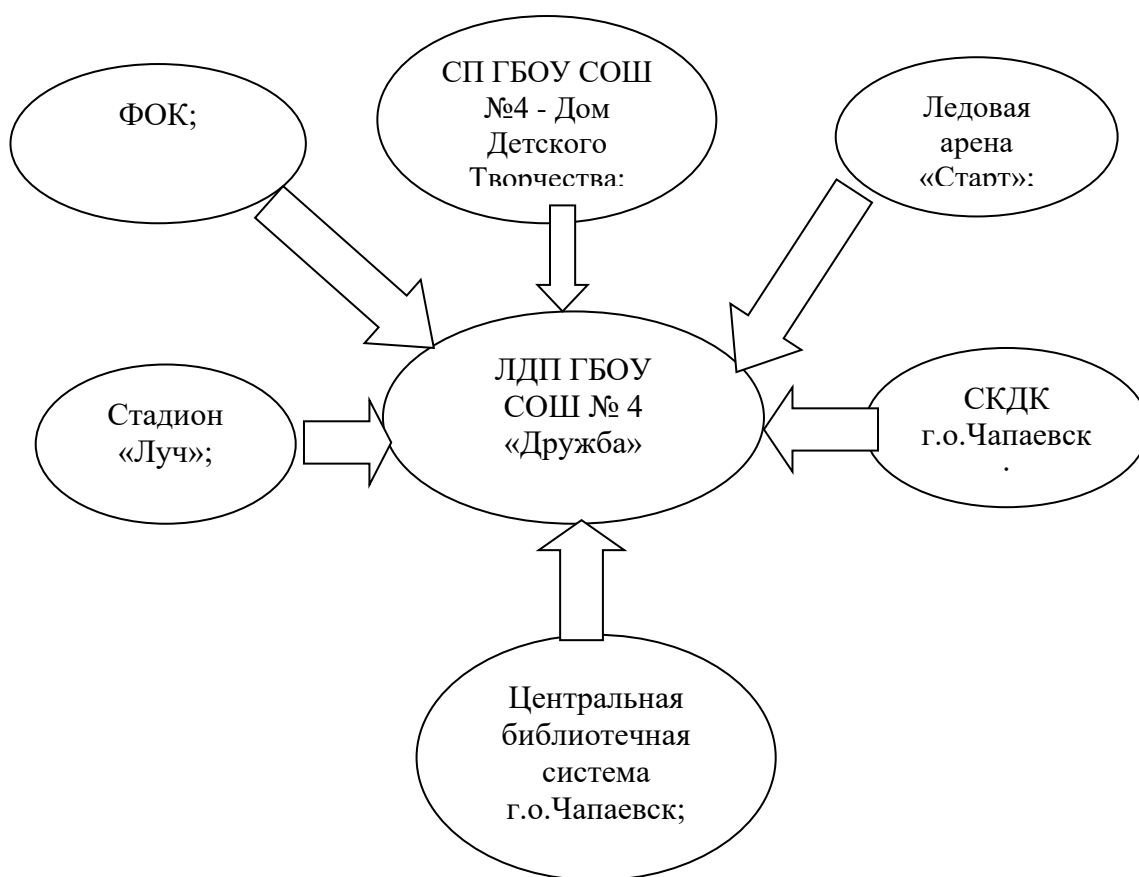 ФОК;
СП ГБОУ СОШ
№4 - Дом
Детского
Творчества;
Ледовая
арена
«Старт»;
ЛДП ГБОУ
СОШ № 4
«Дружба»
Стадион
«Луч»;
СКДК
г.о.Чапаевск
.
Центральная
библиотечная
система
г.о.Чапаевск;